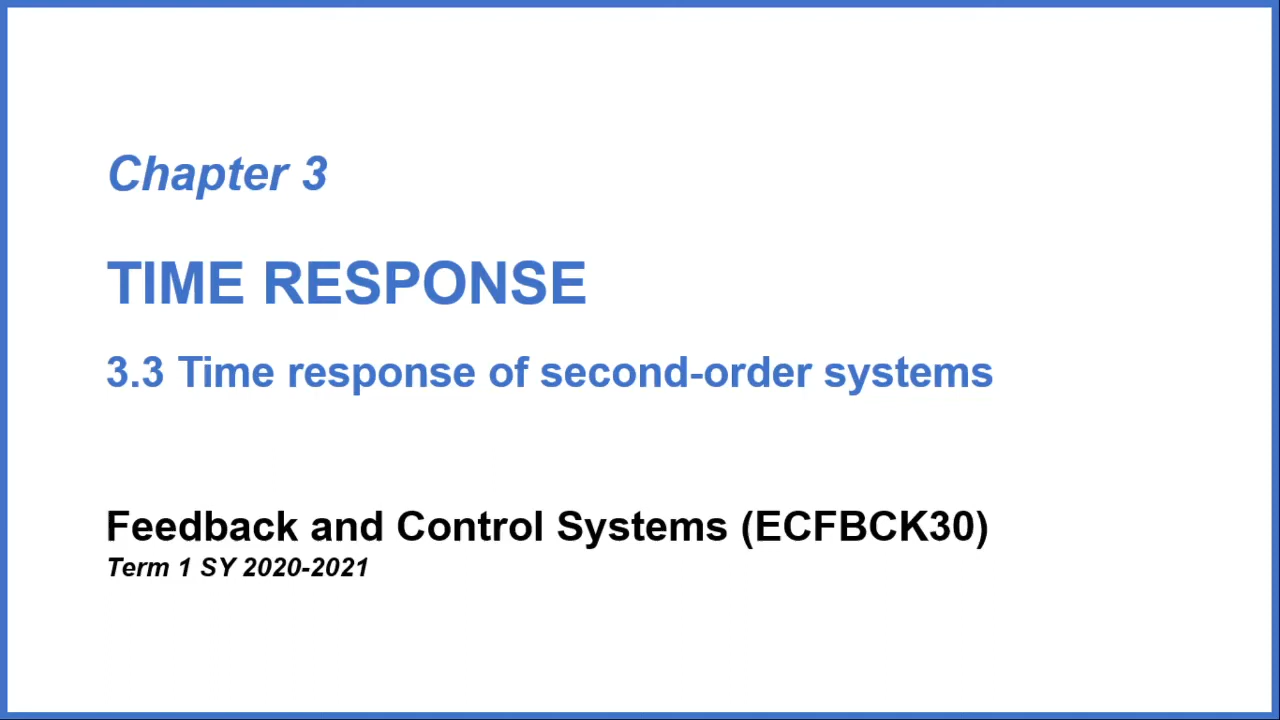 Chapter 3
TIME RESPONSE
3.3 Time response of second-order systems
Feedback and Control Systems (ECFBCK30)
Term 1 SY 2020-2021